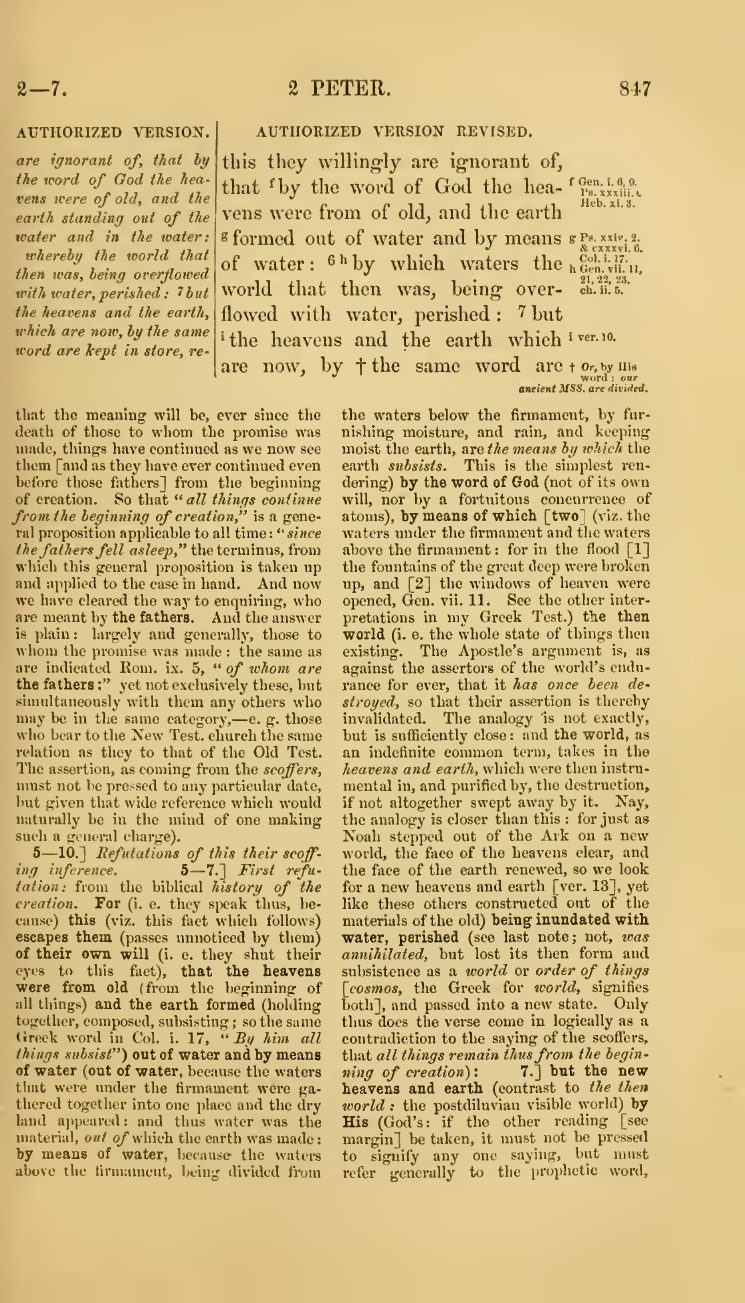 2—7.
2 PETER.
847
AUTHORIZED VERSION.
are ignorant of, that by
the word of God the hea-
vens were of old, and the
earth standing out of the
water and in the water:
whereby the world that
then was, being overflowed
with water, perished: 7 but
the heavens and the earth,
which are now, by the same
word are kept in store, re-
AUTHORIZED VERSION REVISED.
this they willingly are ignorant of,
that f by the word of God the hea-
vens were from of old, and the earth
g formed out of water and by means
of water: 6 h by which waters the
world that then was, being over-
flowed with water, perished: 7 but
i the heavens and the earth which
are now, by † the same word are
f Gen. i. 6, 9.
Ps. xxxiii. 6.
Heb. xi. 3.
g Ps. xxiv. 2.
& cxxxvi. 6.
Col. i. 17.
h Gen. vii. 11,
21, 22, 23.
ch. ii. 5.
i ver. 10.
† Or, by His
word: our
ancient MSS. are divided.
that the meaning will be, ever since the
death of those to whom the promise was
made, things have continued as we now see
them [and as they have ever continued even
before those fathers] from the beginning
of creation. So that "all things continue
from the beginning of creation," is a gene-
ral proposition applicable to all time: "since
the fathers fell asleep," the terminus, from
which this general proposition is taken up
and applied to the case in hand. And now
we have cleared the way to enquiring, who
are meant by the fathers. And the answer
is plain: largely and generally, those to
whom the promise was made: the same as
are indicated Rom. ix. 5, "of whom are
the fathers:" yet not exclusively these, but
simultaneously with them any others who
may be in the same category,—e. g. those
who bear to the New Test. church the same
relation as they to that of the Old Test.
The assertion, as coming from the scoffers,
must not be pressed to any particular date,
but given that wide reference which would
naturally be in the mind of one making
such a general charge).
5—10.] Refutations of this their scoff-
ing inference. 5—7.] First refu-
tation: from the biblical history of the
creation. For (i. e. they speak thus, be-
cause) this (viz. this fact which follows)
escapes them (passes unnoticed by them)
of their own will (i. e. they shut their
eyes to this fact), that the heavens
were from old (from the beginning of
all things) and the earth formed (holding
together, composed, subsisting; so the same
Greek word in Col. i. 17, "By him all
things subsist") out of water and by means
of water (out of water, because the waters
that were under the firmament were ga-
thered together into one place and the dry
land appeared: and thus water was the
material, out of which the earth was made:
by means of water, because the waters
above the firmament, being divided from
the waters below the firmament, by fur-
nishing moisture, and rain, and keeping
moist the earth, are the means by which the
earth subsists. This is the simplest ren-
dering) by the word of God (not of its own
will, nor by a fortuitous concurrence of
atoms), by means of which [two] (viz. the
waters under the firmament and the waters
above the firmament: for in the flood [1]
the fountains of the great deep were broken
up, and [2] the windows of heaven were
opened, Gen. vii. 11. See the other inter-
pretations in my Greek Test.) the then
world (i. e. the whole state of things then
existing. The Apostle's argument is, as
against the assertors of the world's endu-
rance for ever, that it has once been de-
stroyed, so that their assertion is thereby
invalidated. The analogy is not exactly,
but is sufficiently close: and the world, as
an indefinite common term, takes in the
heavens and earth, which were then instru-
mental in, and purified by, the destruction,
if not altogether swept away by it. Nay,
the analogy is closer than this: for just as
Noah stepped out of the Ark on a new
world, the face of the heavens clear, and
the face of the earth renewed, so we look
for a new heavens and earth [ver. 13], yet
like these others constructed out of the
materials of the old) being inundated with
water, perished (see last note; not, was
annihilated, but lost its then form and
subsistence as a world or order of things
[cosmos, the Greek for world, signifies
both], and passed into a new state. Only
thus does the verse come in logically as a
contradiction to the saying of the scoffers,
that all things remain thus from the begin-
ning of creation): 7.] but the new
heavens and earth (contrast to the then
world: the postdiluvian visible world) by
His (God's: if the other reading [see
margin] be taken, it must not be pressed
to signify any one saying, but must
refer generally to the prophetic word,